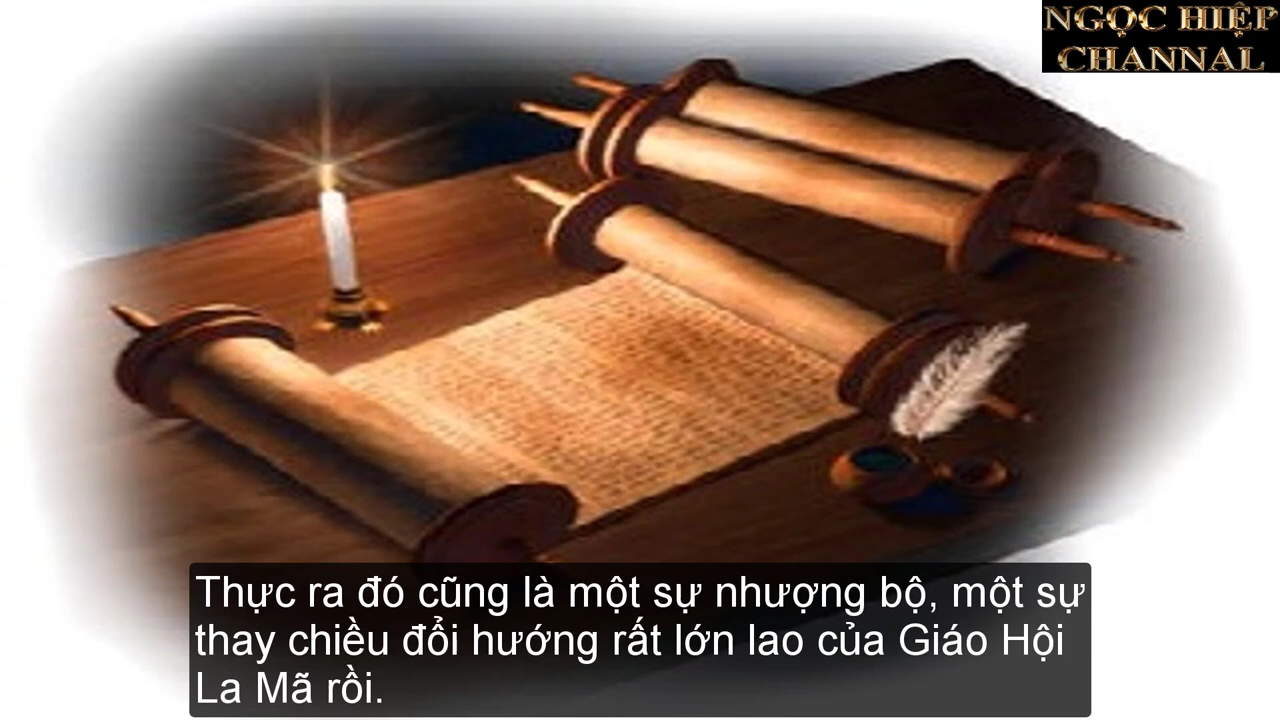 NGỌC HIỆP
CHANNAL
Thực ra đó cũng là một sự nhượng bộ, một sự
thay chiều đổi hướng rất lớn lao của Giáo Hội
La Mã rồi.